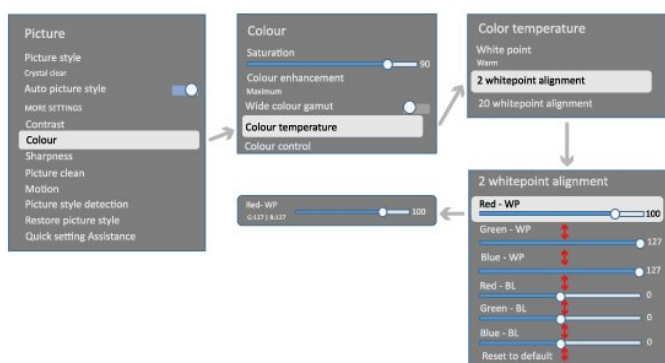 Picture
Picture style
Crystal clear
Auto picture style
MORE SETTINGS
Contrast
Colour
Sharpness
Picture clean
Motion
Picture style detection
Restore picture style
Quick setting Assistance
Colour
Saturation
90
Colour enhancement
Maximum
Wide colour gamut
Colour temperature
Colour control
Color temperature
White point
Warm
2 whitepoint alignment
20 whitepoint alignment
2 whitepoint alignment
Red - WP
100
Green - WP
127
Blue - WP
127
Red - BL
0
Green - BL
0
Blue - BL
0
Reset to default
Red- WP
G:127 | B:127
100